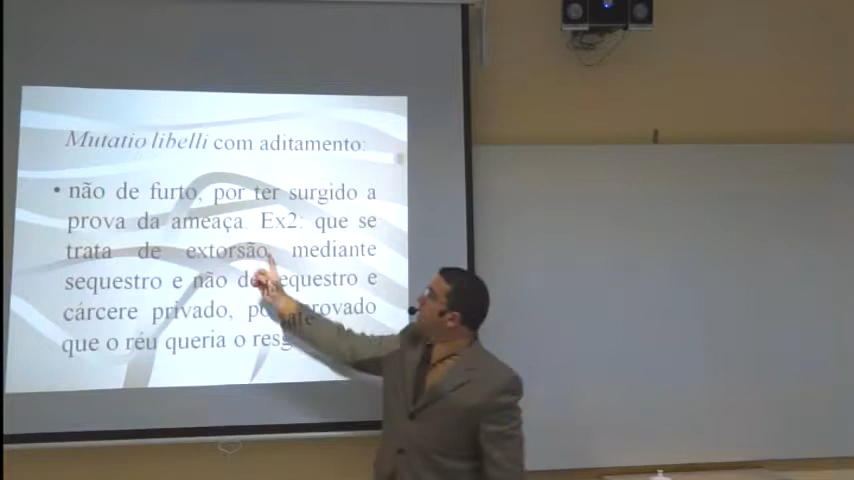 Mutatio libelli com aditamento:
• não de furto, por ter surgido a
prova da ameaça. Ex2: que se
trata de extorsão mediante
sequestro e não de sequestro e
cárcere privado, provado
que o réu queria o